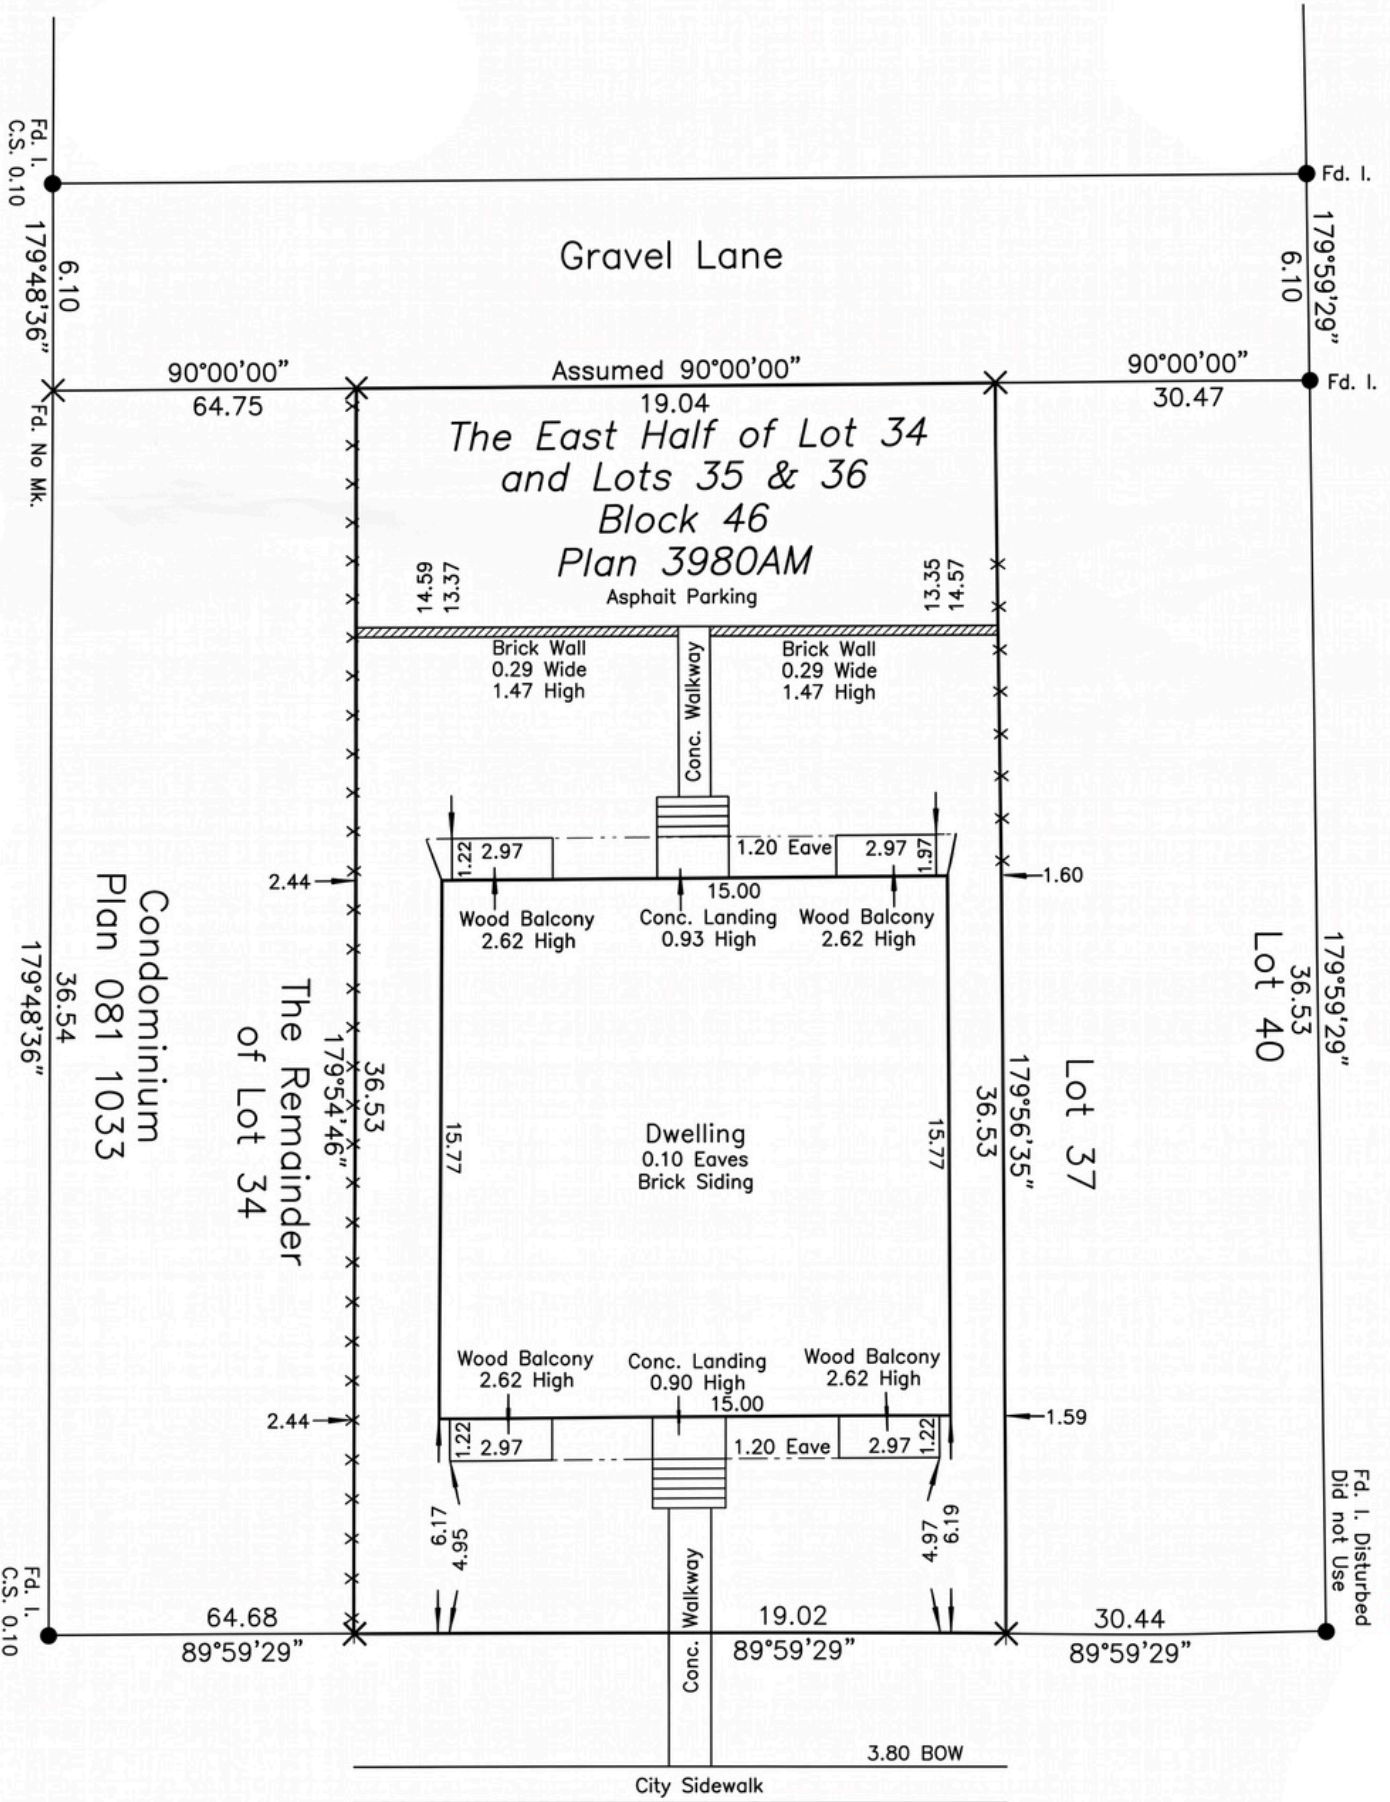 Fd. I.
C.S. 0.10
179°48'36"
6.10
Gravel Lane
Fd. I.
179°59'29"
6.10
Fd. I.
90°00'00"
64.75
Assumed 90°00'00"
19.04
90°00'00"
30.47
Fd. No Mk.
The East Half of Lot 34
and Lots 35 & 36
Block 46
Plan 3980AM
Asphait Parking
14.59
13.37
13.35
14.57
Brick Wall
0.29 Wide
1.47 High
Conc. Walkway
Brick Wall
0.29 Wide
1.47 High
1.22
2.97
1.20 Eave
2.97
1.97
2.44
15.00
1.60
Wood Balcony
2.62 High
Conc. Landing
0.93 High
Wood Balcony
2.62 High
Condominium
Plan 081 1033
36.54
179°48'36"
The Remainder
of Lot 34
36.53
179°54'46"
15.77
Dwelling
0.10 Eaves
Brick Siding
15.77
179°56'35"
36.53
Lot 37
179°59'29"
36.53
Lot 40
Wood Balcony
2.62 High
Conc. Landing
0.90 High
Wood Balcony
2.62 High
15.00
2.44
1.59
1.22
2.97
1.20 Eave
2.97
1.22
6.17
4.95
4.97
6.19
Fd. I. Disturbed
Did not Use
Fd. I.
C.S. 0.10
64.68
89°59'29"
Conc. Walkway
19.02
89°59'29"
30.44
89°59'29"
3.80 BOW
City Sidewalk